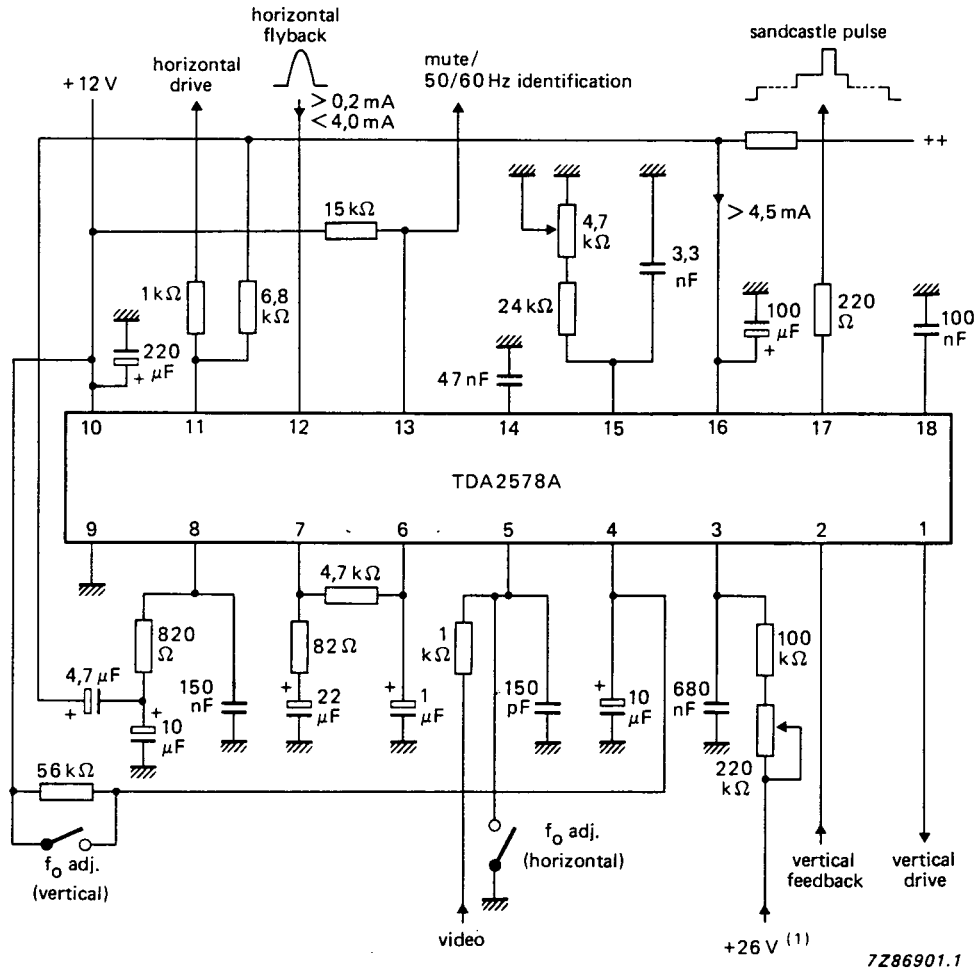 horizontal
flyback
sandcastle pulse
mute/
50/60 Hz identification
horizontal
drive
+12 V
> 0,2 mA
< 4,0 mA
++
15 kΩ
> 4,5 mA
4,7
kΩ
3,3
nF
1 kΩ
6,8
kΩ
24 kΩ
100
μF
+
220
Ω
100
nF
220
μF
+
47 nF
10
11
12
13
14
15
16
17
18
TDA2578A
9
8
7
6
5
4
3
2
1
4,7 kΩ
820
Ω
82 Ω
1
kΩ
100
kΩ
4,7 μF
+
+
10
μF
150
nF
+
22
μF
+
1
μF
150
pF
+
10
μF
680
nF
220
kΩ
56 kΩ
fo adj.
(vertical)
fo adj.
(horizontal)
vertical
feedback
vertical
drive
video
+26 V (1)
7Z86901.1